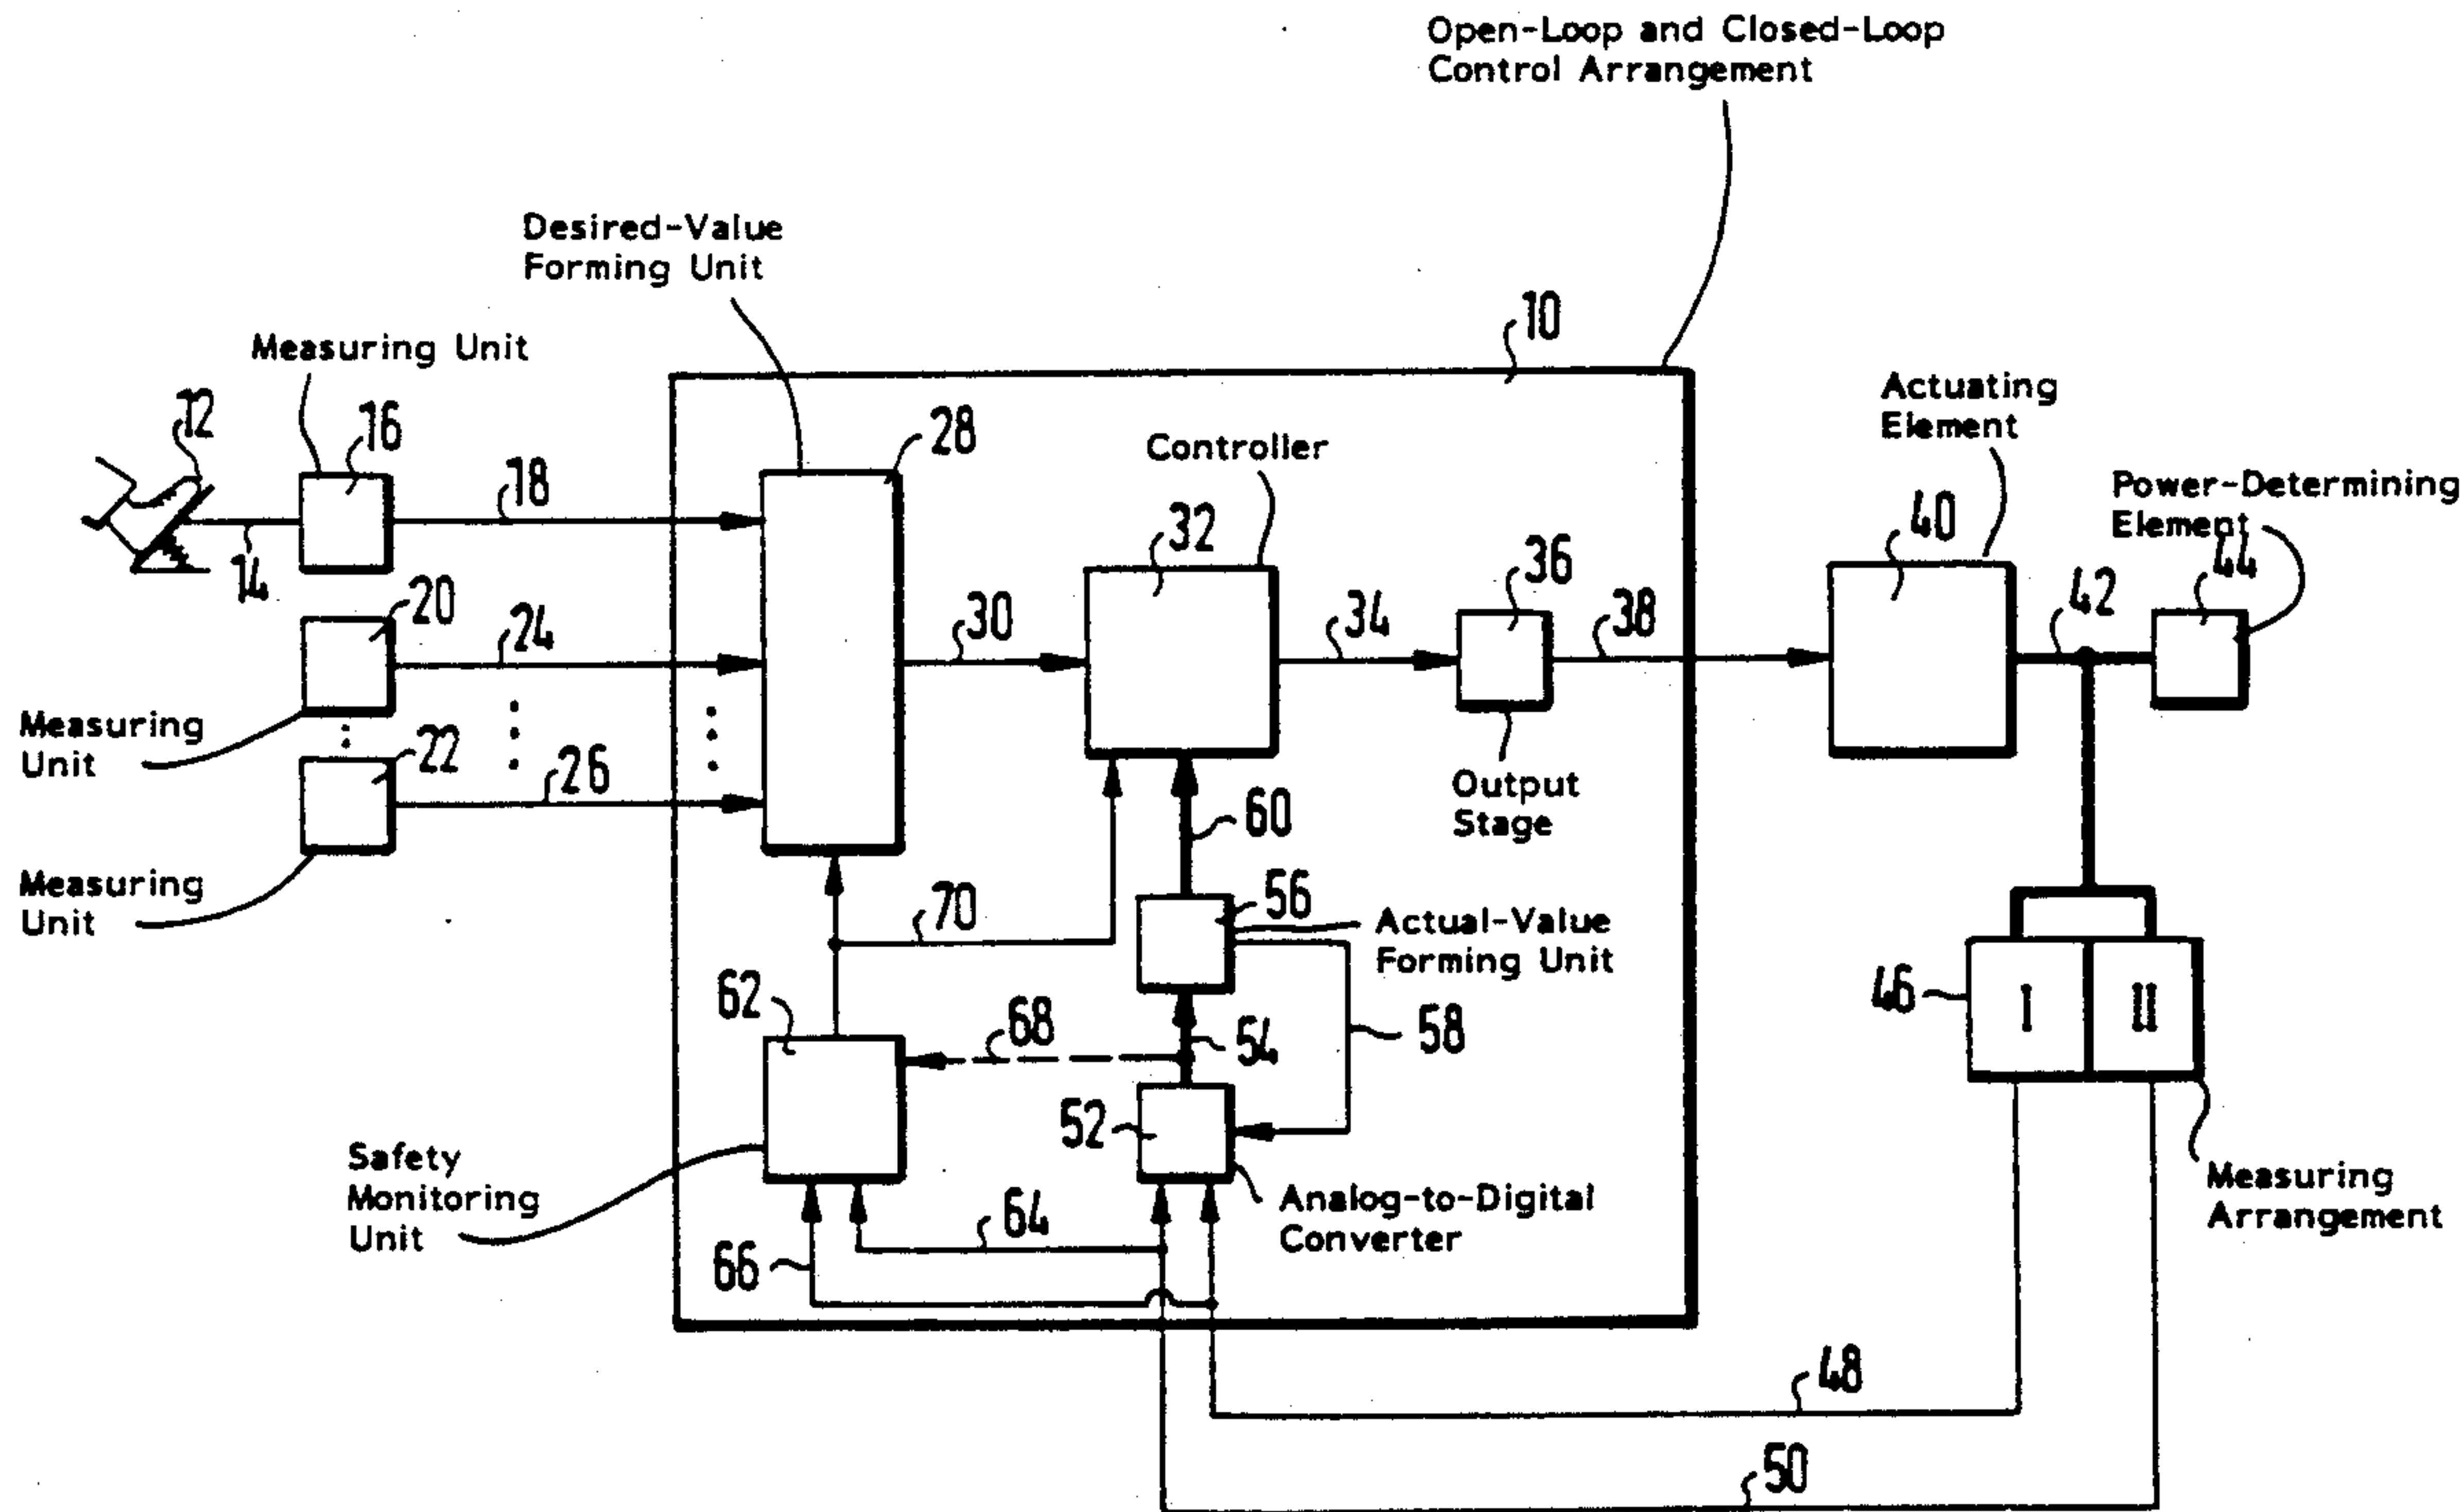 Open-Loop and Closed-Loop
Control Arrangement
Desired-Value
Forming Unit
10
Measuring Unit
Actuating
Element
12
16
28
Controller
18
Power-Determining
Element
14
32
40
44
20
36
24
30
34
38
42
Measuring
Unit
22
26
Output
Stage
60
Measuring
Unit
70
56
Actual-Value
Forming Unit
62
46
I
II
68
54
58
52
Safety
Monitoring
Unit
64
66
Analog-to-Digital
Converter
Measuring
Arrangement
48
50